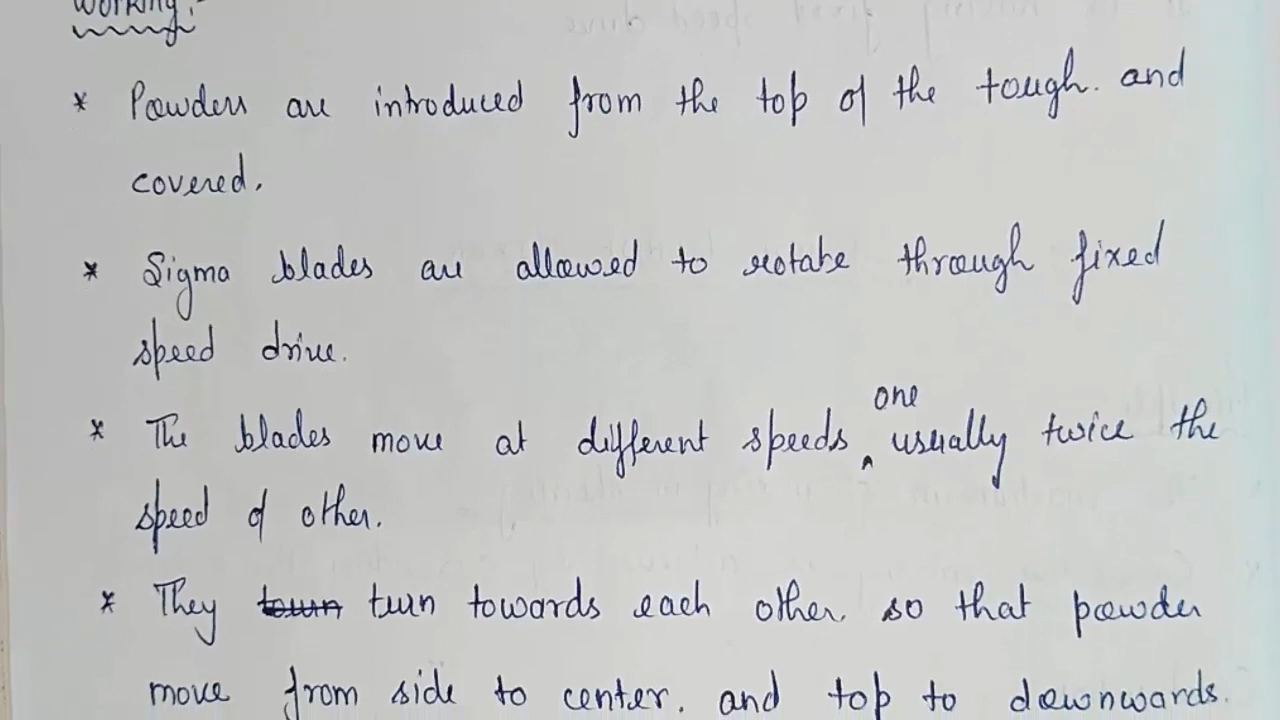 Working:
* Powders are introduced from the top of the tough. and
covered.
* Sigma blades are allowed to rotate through fixed
speed drive.
* The blades move at different speeds ‸one usually twice the
speed of other.
* They ~~town~~ turn towards each other. so that powder
move from side to center. and top to downwards.